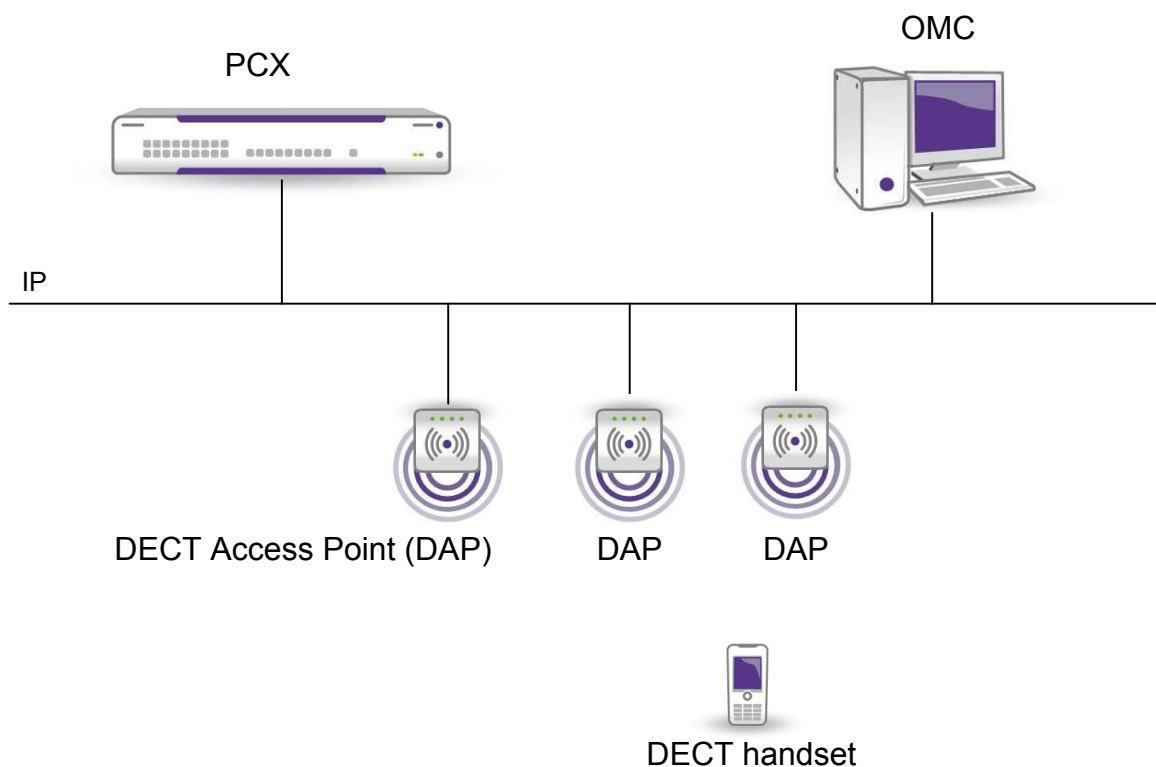 OMC
PCX
IP
DECT Access Point (DAP)
DAP
DAP
DECT handset